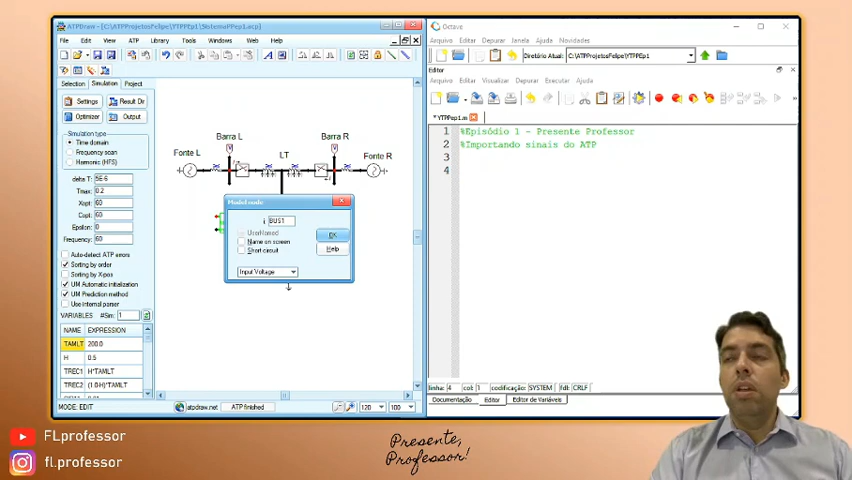 ATPDraw - [C:\ATPProjetosFelipe\YTPPEp1\SistemaPPep1.acp]
File Edit View ATP Library Tools Windows Web Help
Selection Simulation Project
Settings Result Dir
Optimizer Output
Simulation type
Time domain
Frequency scan
Harmonic (HFS)
delta T: 5E-6
Tmax: 0.2
Xopt: 60
Copt: 60
Epsilon: 0
Frequency: 60
Auto-detect ATP errors
Sorting by order
Sorting by X-pos
UM Automatic initialization
UM Prediction method
Use internal parser
VARIABLES #Sim: 1
NAME EXPRESSION
TAMLT 200.0
H 0.5
TREC1 H*TAMLT
TREC2 (1.0-H)*TAMLT
MODE: EDIT
atpdraw.net
ATP finished
120
100
Barra L
Barra R
Fonte L
LT
Fonte R
V
V
Model node
i BUS1
UserNamed
Name on screen
Short circuit
OK
Help
Input Voltage
Octave
Arquivo Editar Depurar Janela Ajuda Novidades
Diretório Atual: C:\ATPProjetosFelipe\YTPPEp1
Editor
Arquivo Editar Visualizar Depurar Executar Ajuda
*YTPPep1.m
1 %Episódio 1 - Presente Professor
2 %Importando sinais do ATP
3
4
linha: 4 col: 1 codificação: SYSTEM fdl: CRLF
Documentação Editor Editor de Variáveis
FLprofessor
fl.professor
Presente,
Professor!